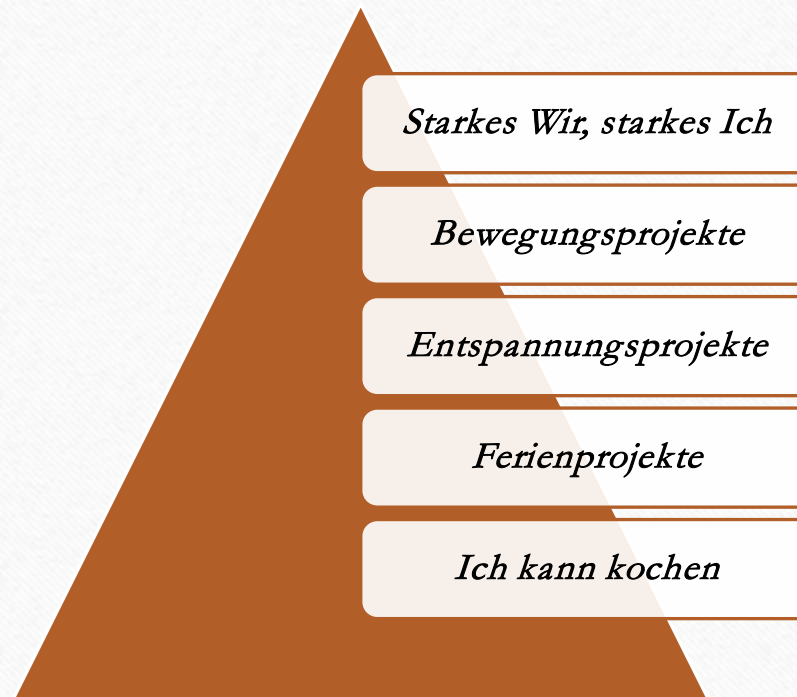 Starkes Wir, starkes Ich
Bewegungsprojekte
Entspannungsprojekte
Ferienprojekte
Ich kann kochen